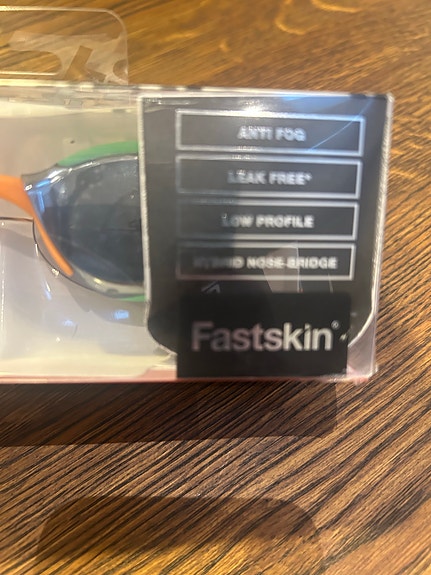 ANTI FOG
LEAK FREE*
LOW PROFILE
HYBRID NOSE-BRIDGE
Fastskin®